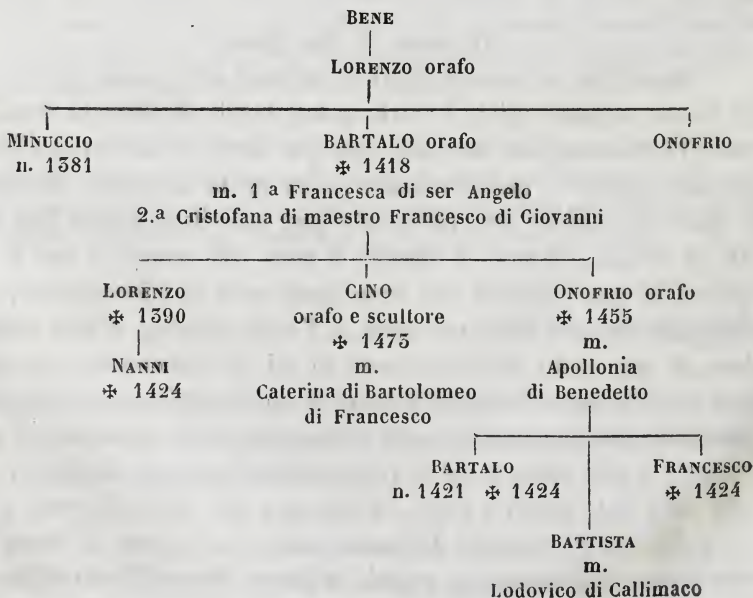 BENE
LORENZO orafo
MINUCCIO BARTALO orafo ONOFRIO
n. 1381 ✠ 1418
m. 1 a Francesca di ser Angelo
2.a Cristofana di maestro Francesco di Giovanni
LORENZO CINO ONOFRIO orafo
✠ 1390 orafo e scultore ✠ 1455
NANNI ✠ 1473 m.
✠ 1424 m. Apollonia
Caterina di Bartolomeo di Benedetto
di Francesco
BARTALO FRANCESCO
n. 1421 ✠ 1424 ✠ 1424
BATTISTA
m.
Lodovico di Callimaco